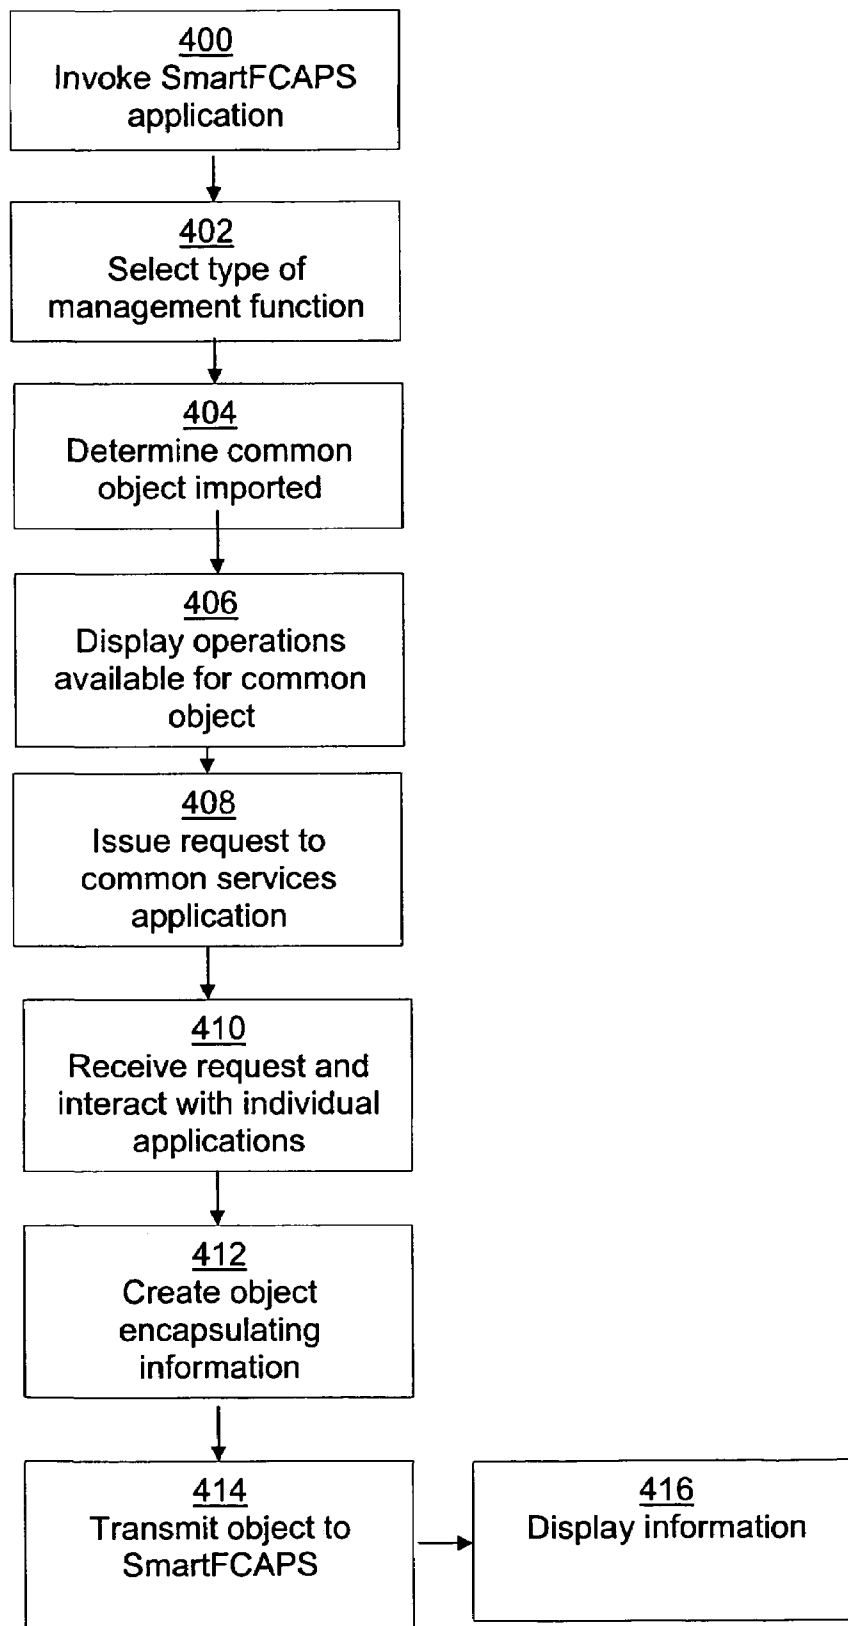 400
Invoke SmartFCAPS
application
402
Select type of
management function
404
Determine common
object imported
406
Display operations
available for common
object
408
Issue request to
common services
application
410
Receive request and
interact with individual
applications
412
Create object
encapsulating
information
414
Transmit object to
SmartFCAPS
416
Display information